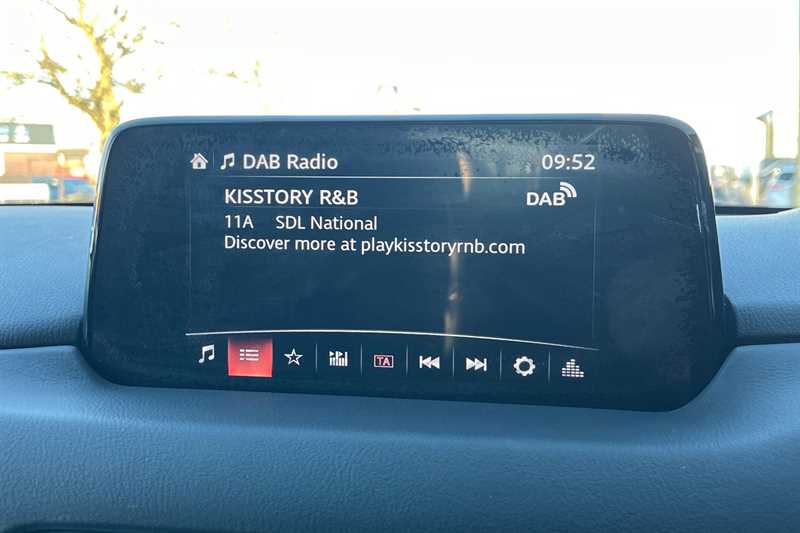 DAB Radio 09:52
KISSTORY R&B DAB
11A SDL National
Discover more at playkisstoryrnb.com
TA